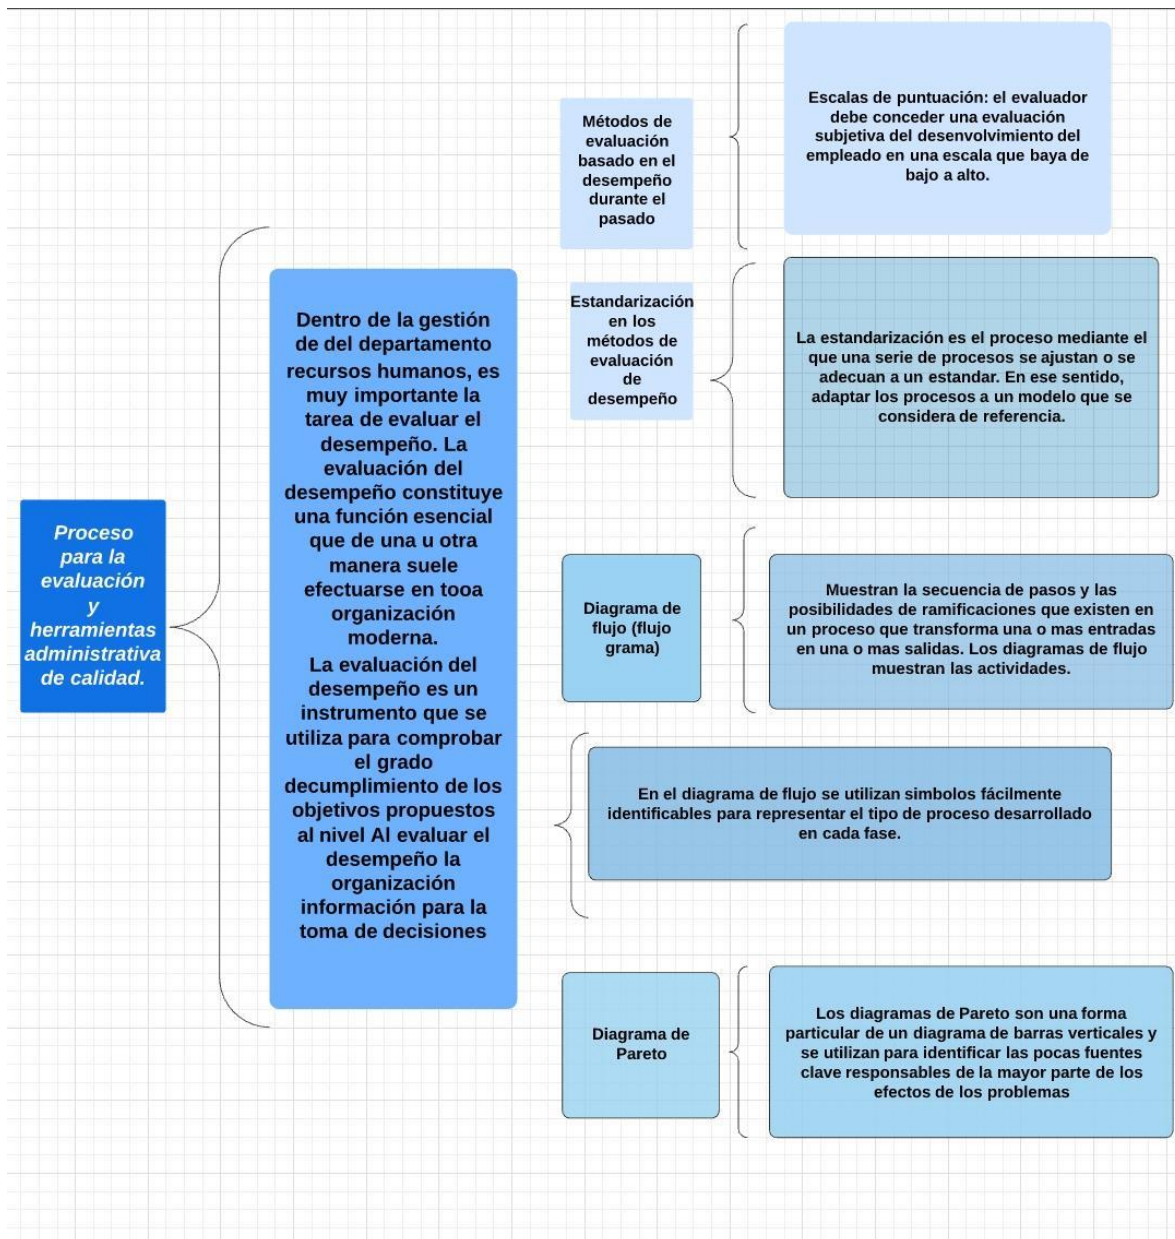 Proceso
para la
evaluación
y
herramientas
administrativa
de calidad.
Dentro de la gestión
de del departamento
recursos humanos, es
muy importante la
tarea de evaluar el
desempeño. La
evaluación del
desempeño constituye
una función esencial
que de una u otra
manera suele
efectuarse en tooa
organización
moderna.
La evaluación del
desempeño es un
instrumento que se
utiliza para comprobar
el grado
decumplimiento de los
objetivos propuestos
al nivel Al evaluar el
desempeño la
organización
información para la
toma de decisiones
Métodos de
evaluación
basado en el
desempeño
durante el
pasado
Escalas de puntuación: el evaluador
debe conceder una evaluación
subjetiva del desenvolvimiento del
empleado en una escala que baya de
bajo a alto.
Estandarización
en los
métodos de
evaluación
de
desempeño
La estandarización es el proceso mediante el
que una serie de procesos se ajustan o se
adecuan a un estandar. En ese sentido,
adaptar los procesos a un modelo que se
considera de referencia.
Diagrama de
flujo (flujo
grama)
Muestran la secuencia de pasos y las
posibilidades de ramificaciones que existen en
un proceso que transforma una o mas entradas
en una o mas salidas. Los diagramas de flujo
muestran las actividades.
En el diagrama de flujo se utilizan simbolos fácilmente
identificables para representar el tipo de proceso desarrollado
en cada fase.
Diagrama de
Pareto
Los diagramas de Pareto son una forma
particular de un diagrama de barras verticales y
se utilizan para identificar las pocas fuentes
clave responsables de la mayor parte de los
efectos de los problemas